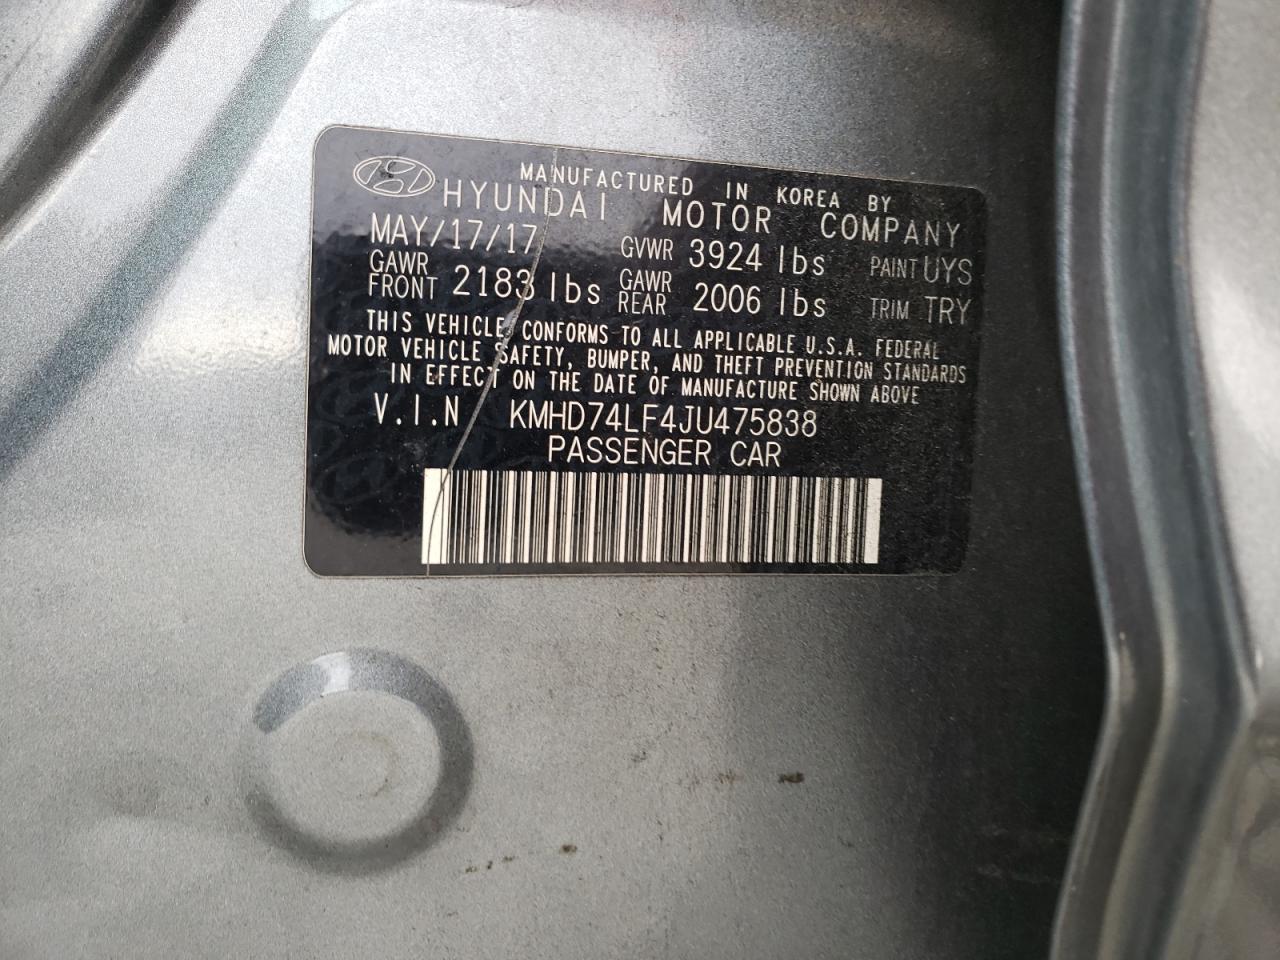 MANUFACTURED IN KOREA BY
HYUNDAI MOTOR COMPANY
MAY/17/17 GVWR 3924 lbs PAINT UYS
GAWR FRONT 2183 lbs GAWR REAR 2006 lbs TRIM TRY
THIS VEHICLE CONFORMS TO ALL APPLICABLE U.S.A. FEDERAL
MOTOR VEHICLE SAFETY, BUMPER, AND THEFT PREVENTION STANDARDS
IN EFFECT ON THE DATE OF MANUFACTURE SHOWN ABOVE
V.I.N KMHD74LF4JU475838
PASSENGER CAR